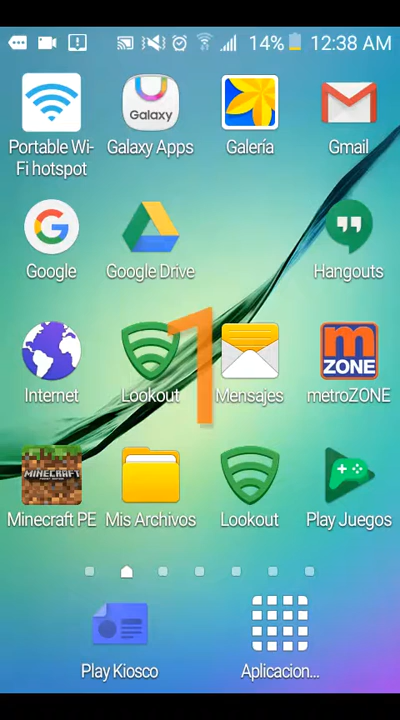 14% 12:38 AM
Galaxy
Portable Wi-
Fi hotspot
Galaxy Apps
Galería
Gmail
G
Google
Google Drive
Hangouts
m
ZONE
1
Internet
Lookout
Mensajes
metroZONE
MINECRAFT
Minecraft PE
Mis Archivos
Lookout
Play Juegos
Play Kiosco
Aplicacion...